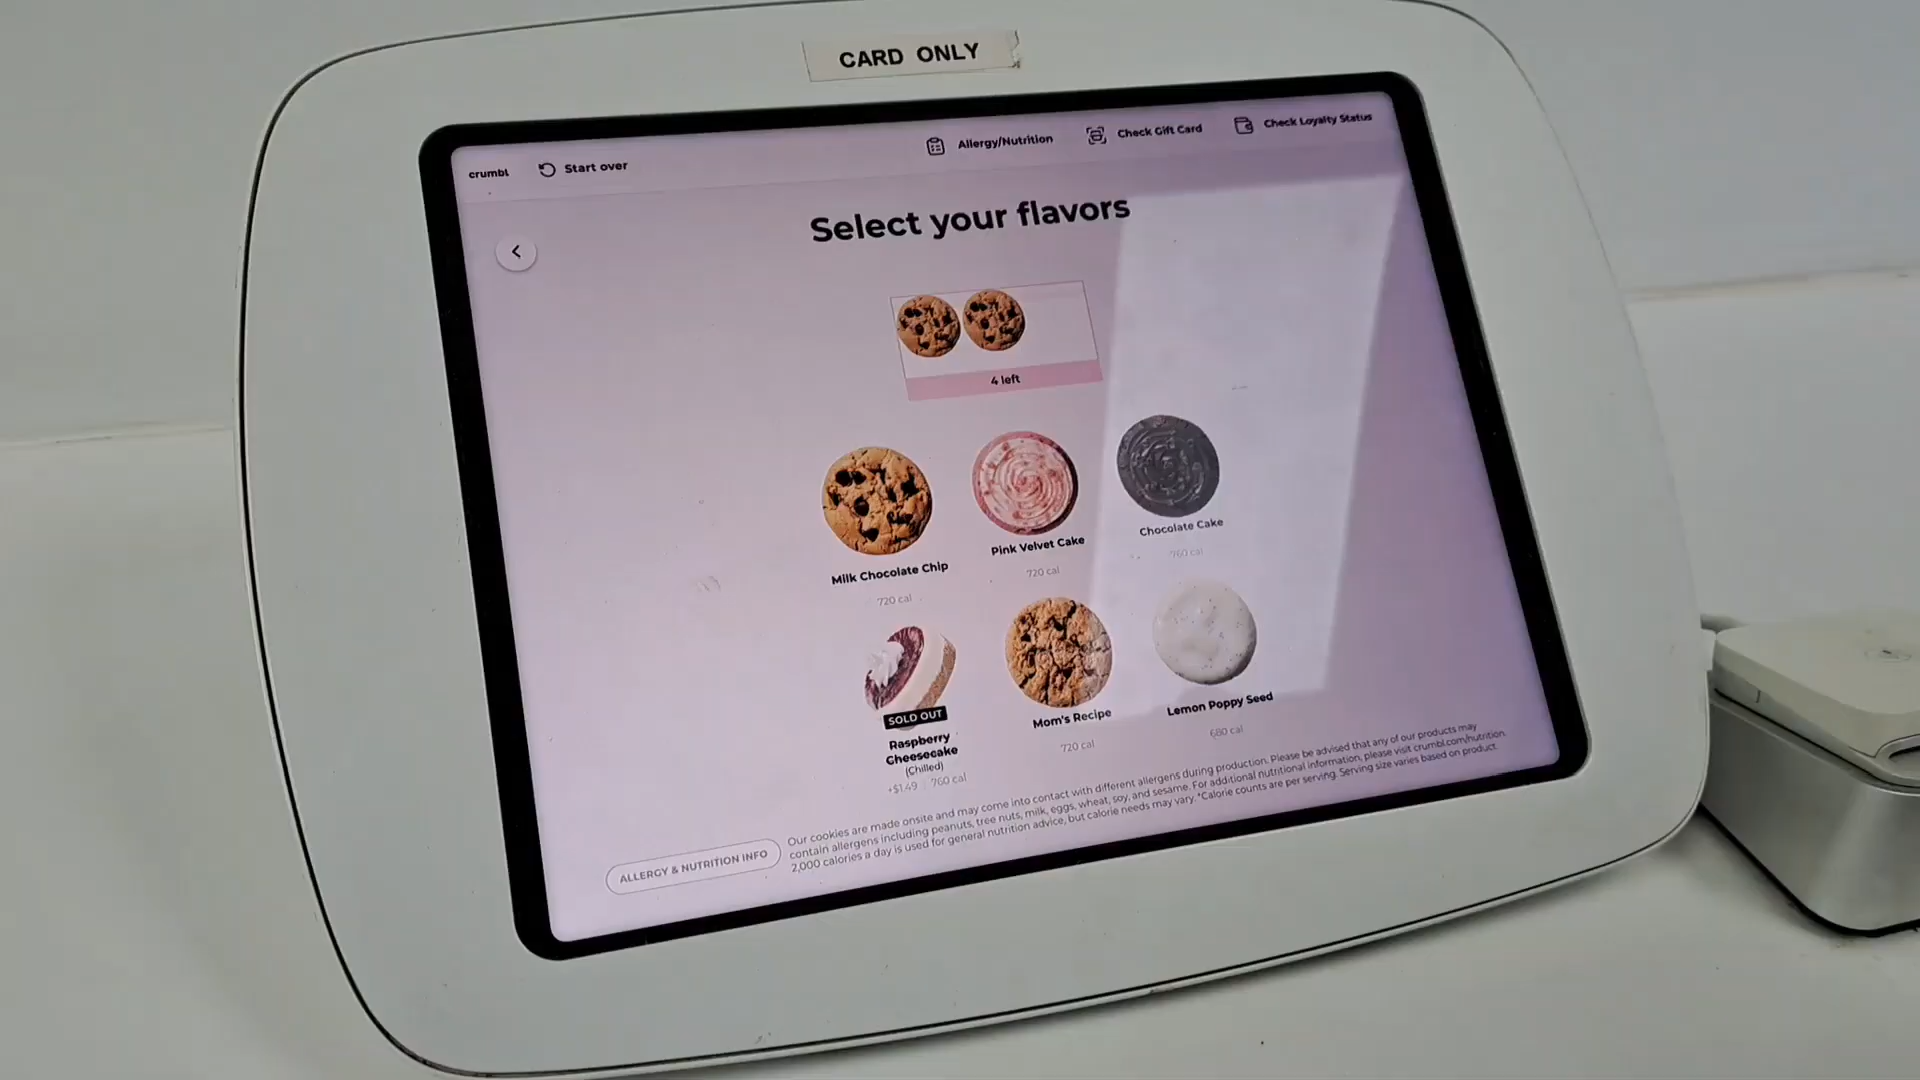 CARD ONLY
crumbl
Start over
Allergy/Nutrition
Check Gift Card
Check Loyalty Status
Select your flavors
4 left
Milk Chocolate Chip
720 cal
Pink Velvet Cake
720 cal
Chocolate Cake
760 cal
SOLD OUT
Raspberry
Cheesecake
(Chilled)
+$1.49 760 cal
Mom's Recipe
720 cal
Lemon Poppy Seed
680 cal
ALLERGY & NUTRITION INFO
Our cookies are made onsite and may come into contact with different allergens during production. Please be advised that any of our products may
contain allergens including peanuts, tree nuts, milk, eggs, wheat, soy, and sesame. For additional nutritional information, please visit crumbl.com/nutrition.
2,000 calories a day is used for general nutrition advice, but calorie needs may vary. *Calorie counts are per serving. Serving size varies based on product.